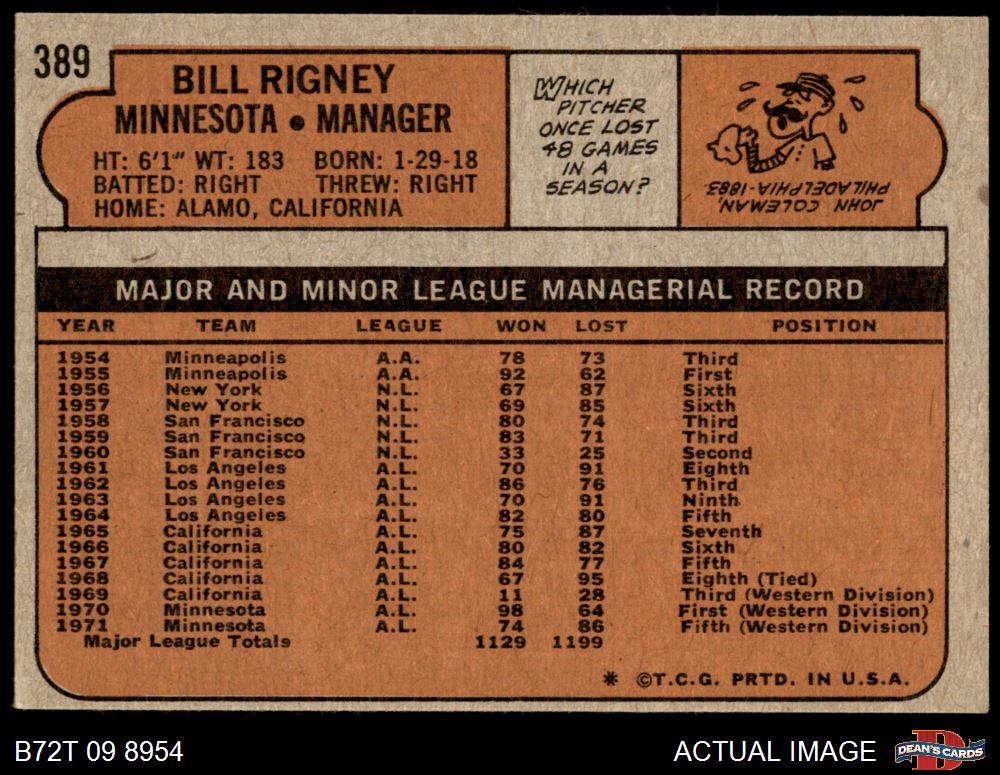 389
BILL RIGNEY
MINNESOTA • MANAGER
HT: 6'1" WT: 183 BORN: 1-29-18
BATTED: RIGHT THREW: RIGHT
HOME: ALAMO, CALIFORNIA
WHICH
PITCHER
ONCE LOST
48 GAMES
IN A
SEASON?
JOHN COLEMAN,
PHILADELPHIA-1883.
MAJOR AND MINOR LEAGUE MANAGERIAL RECORD
YEAR TEAM LEAGUE WON LOST POSITION
1954 Minneapolis A.A. 78 73 Third
1955 Minneapolis A.A. 92 62 First
1956 New York N.L. 67 87 Sixth
1957 New York N.L. 69 85 Sixth
1958 San Francisco N.L. 80 74 Third
1959 San Francisco N.L. 83 71 Third
1960 San Francisco N.L. 33 25 Second
1961 Los Angeles A.L. 70 91 Eighth
1962 Los Angeles A.L. 86 76 Third
1963 Los Angeles A.L. 70 91 Ninth
1964 Los Angeles A.L. 82 80 Fifth
1965 California A.L. 75 87 Seventh
1966 California A.L. 80 82 Sixth
1967 California A.L. 84 77 Fifth
1968 California A.L. 67 95 Eighth (Tied)
1969 California A.L. 11 28 Third (Western Division)
1970 Minnesota A.L. 98 64 First (Western Division)
1971 Minnesota A.L. 74 86 Fifth (Western Division)
Major League Totals 1129 1199
* ©T.C.G. PRTD. IN U.S.A.
B72T 09 8954
ACTUAL IMAGE
D
DEAN'S CARDS